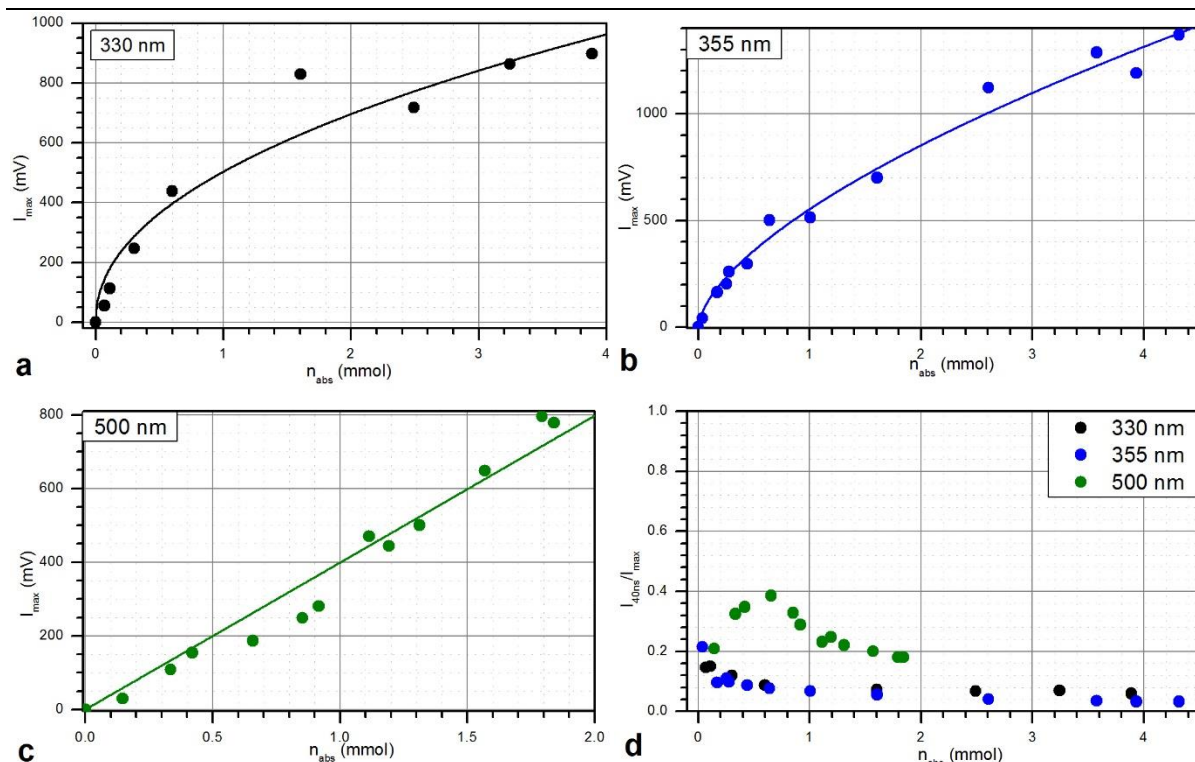 330 nm
1000
800
600
400
200
0
I_max (mV)
0 1 2 3 4
n_abs (mmol)
a
355 nm
1000
500
0
I_max (mV)
0 1 2 3 4
n_abs (mmol)
b
500 nm
800
600
400
200
0
I_max (mV)
0.0 0.5 1.0 1.5 2.0
n_abs (mmol)
c
1.0
0.8
0.6
0.4
0.2
0.0
I_40ns/I_max
330 nm
355 nm
500 nm
0 1 2 3 4
n_abs (mmol)
d